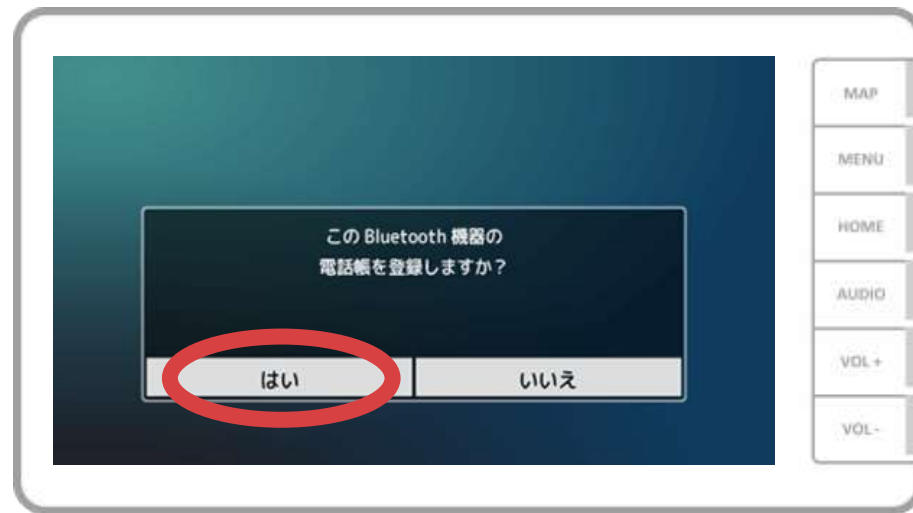 この Bluetooth 機器の
電話帳を登録しますか？
はい
いいえ
MAP
MENU
HOME
AUDIO
VOL +
VOL -